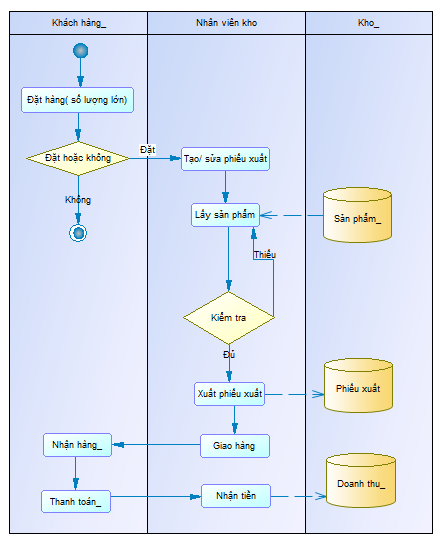 Khách hàng_
Nhân viên kho
Kho_
Đặt hàng( số lượng lớn)
Đặt hoặc không
Đặt
Tạo/ sửa phiếu xuất
Không
Lấy sản phẩm
Sản phẩm_
Thiếu
Kiểm tra
Đủ
Xuất phiếu xuất
Phiếu xuất
Nhận hàng_
Giao hàng
Thanh toán_
Nhận tiền
Doanh thu_